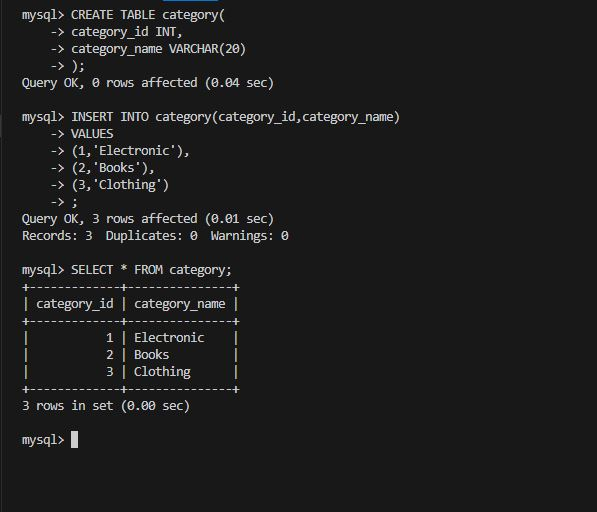 mysql> CREATE TABLE category(
    -> category_id INT,
    -> category_name VARCHAR(20)
    -> );
Query OK, 0 rows affected (0.04 sec)

mysql> INSERT INTO category(category_id,category_name)
    -> VALUES
    -> (1,'Electronic'),
    -> (2,'Books'),
    -> (3,'Clothing')
    -> ;
Query OK, 3 rows affected (0.01 sec)
Records: 3  Duplicates: 0  Warnings: 0

mysql> SELECT * FROM category;
+-------------+---------------+
| category_id | category_name |
+-------------+---------------+
|           1 | Electronic    |
|           2 | Books         |
|           3 | Clothing      |
+-------------+---------------+
3 rows in set (0.00 sec)

mysql>